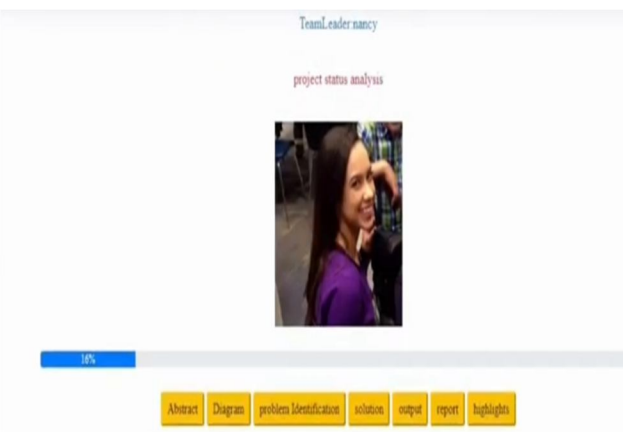 TeamLeader:nancy
project status analysis
16%
Abstract Diagram problem Identification solution output report highlights